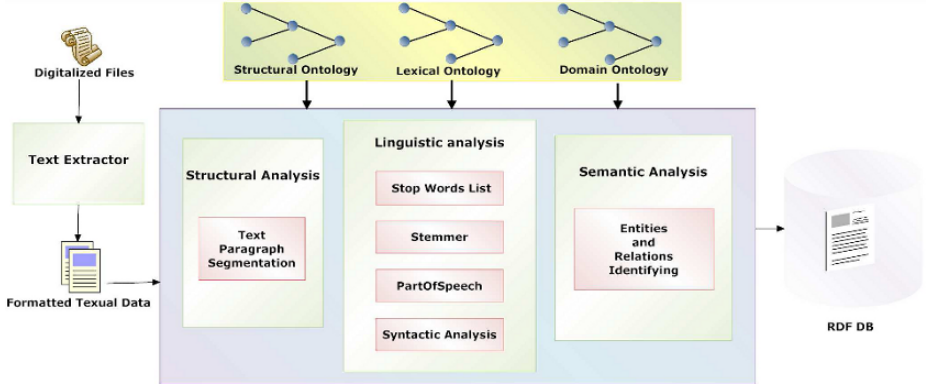 Digitalized Files
Text Extractor
Formatted Texual Data
Structural Ontology
Lexical Ontology
Domain Ontology
Structural Analysis
Text
Paragraph
Segmentation
Linguistic analysis
Stop Words List
Stemmer
PartOfSpeech
Syntactic Analysis
Semantic Analysis
Entities
and
Relations
Identifying
RDF DB